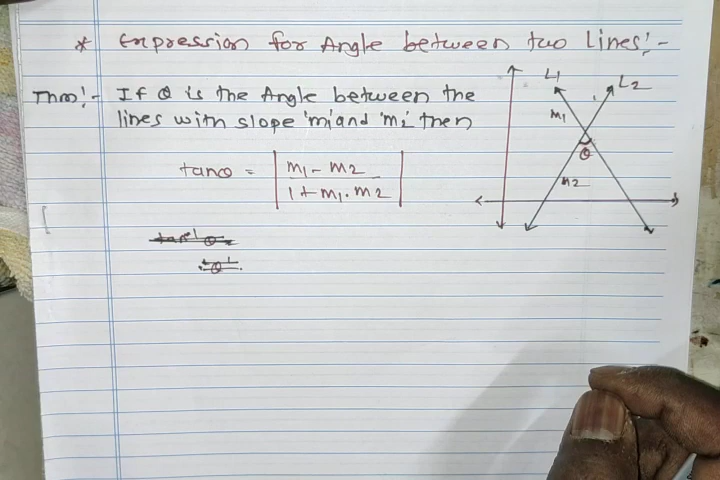 * Expression for Angle between two Lines:-
Thm:- If θ is the Angle between the
lines with slope 'm₁' and 'm₂' then
tanθ = | m₁ - m₂ / 1 + m₁. m₂ |
L₁
L₂
m₁
θ
m₂